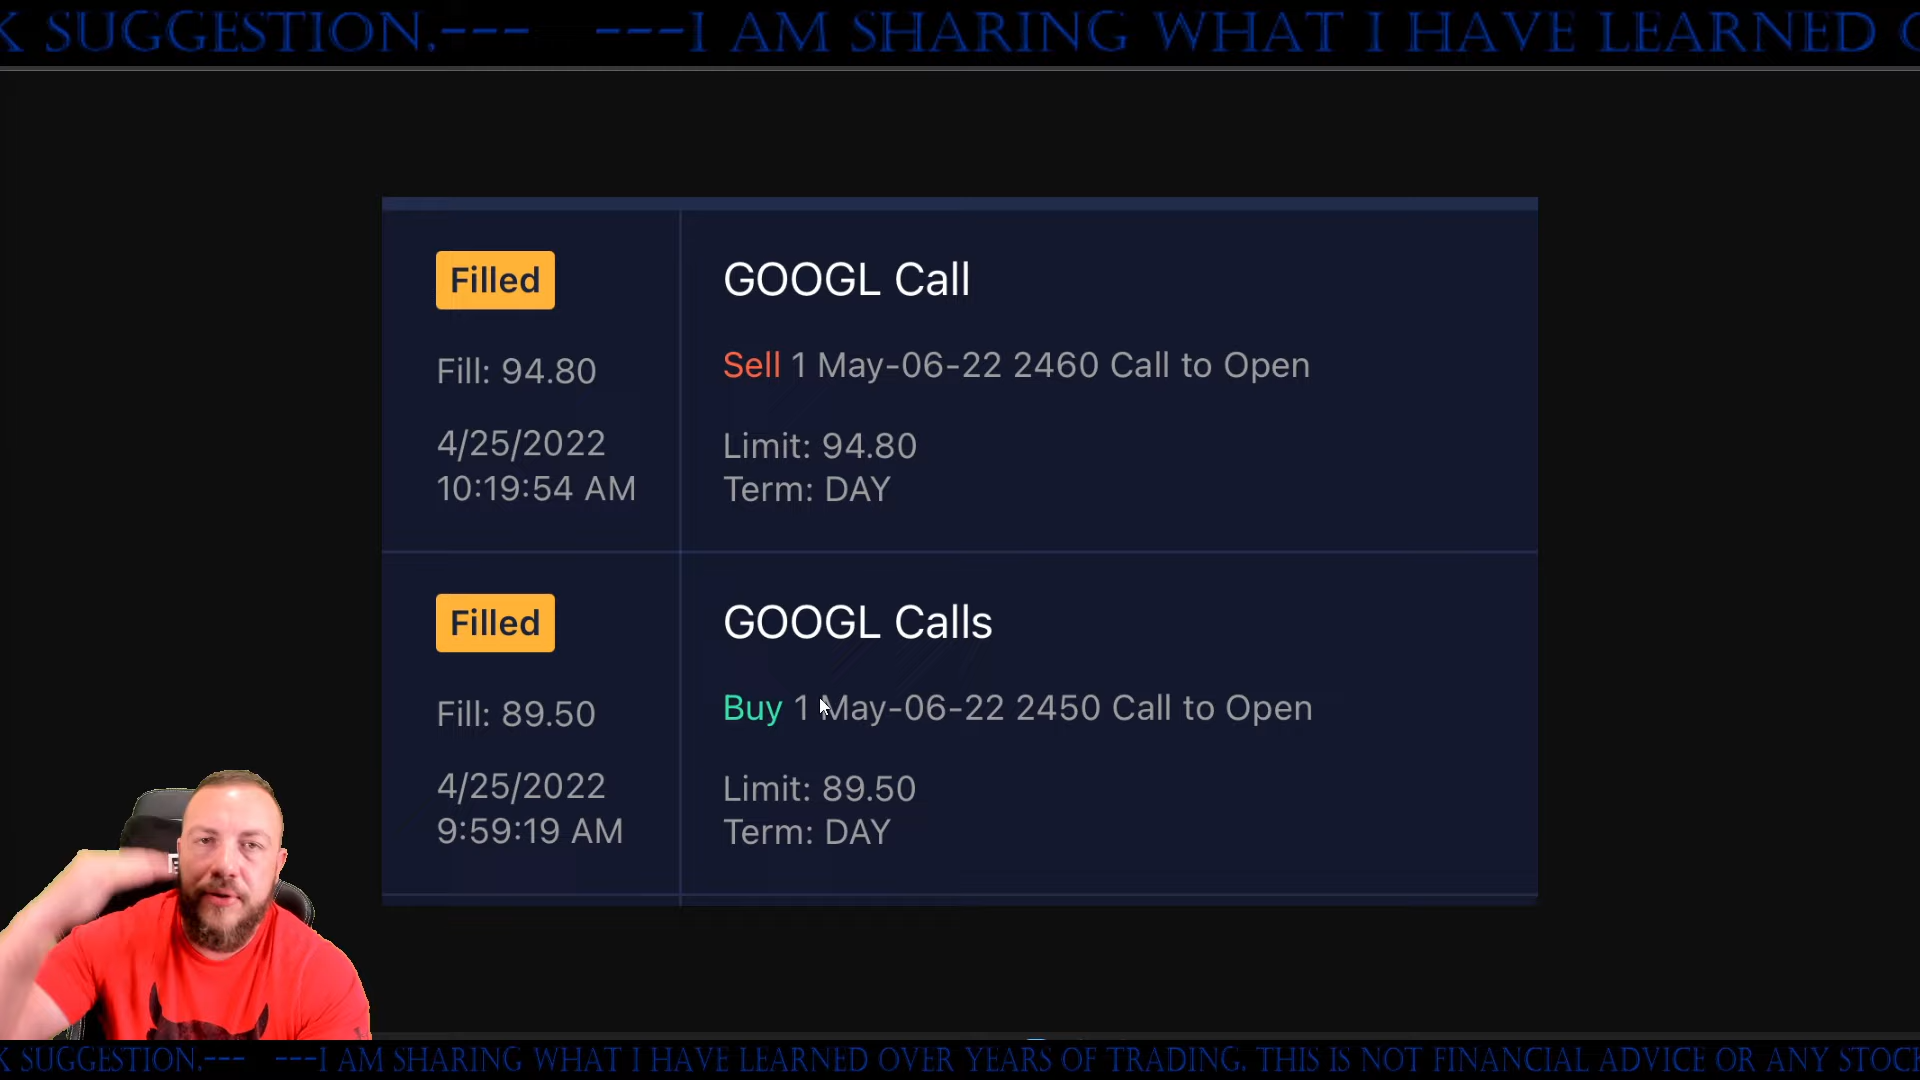 K SUGGESTION.--- ---I AM SHARING WHAT I HAVE LEARNED
Filled
Fill: 94.80
4/25/2022
10:19:54 AM
GOOGL Call
Sell 1 May-06-22 2460 Call to Open
Limit: 94.80
Term: DAY
Filled
Fill: 89.50
4/25/2022
9:59:19 AM
GOOGL Calls
Buy 1 May-06-22 2450 Call to Open
Limit: 89.50
Term: DAY
K SUGGESTION.--- ---I AM SHARING WHAT I HAVE LEARNED OVER YEARS OF TRADING. THIS IS NOT FINANCIAL ADVICE OR ANY STOCK